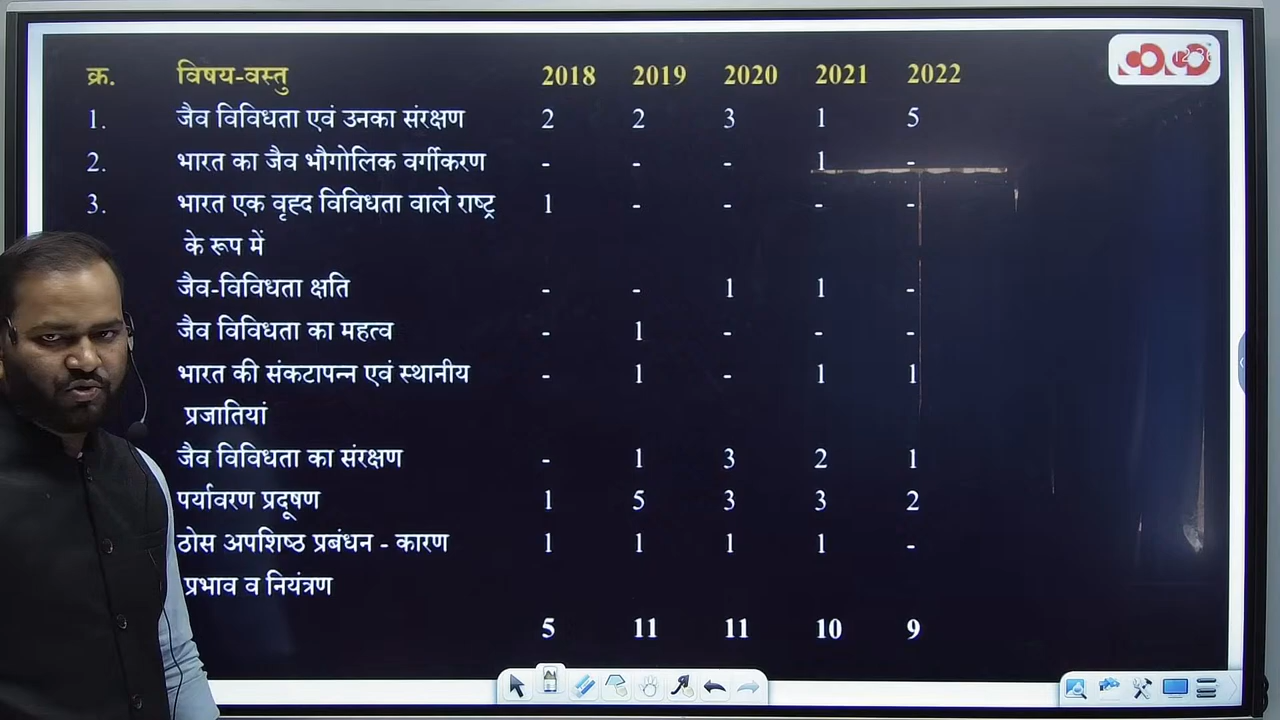 क्र. विषय-वस्तु 2018 2019 2020 2021 2022
1. जैव विविधता एवं उनका संरक्षण 2 2 3 1 5
2. भारत का जैव भौगोलिक वर्गीकरण - - - 1 -
3. भारत एक वृह्द विविधता वाले राष्ट्र 1 - - - -
के रूप में
जैव-विविधता क्षति - - 1 1 -
जैव विविधता का महत्व - 1 - - -
भारत की संकटापन्न एवं स्थानीय - 1 - 1 1
प्रजातियां
जैव विविधता का संरक्षण - 1 3 2 1
पर्यावरण प्रदूषण 1 5 3 3 2
ठोस अपशिष्ठ प्रबंधन - कारण 1 1 1 1 -
प्रभाव व नियंत्रण
5 11 11 10 9